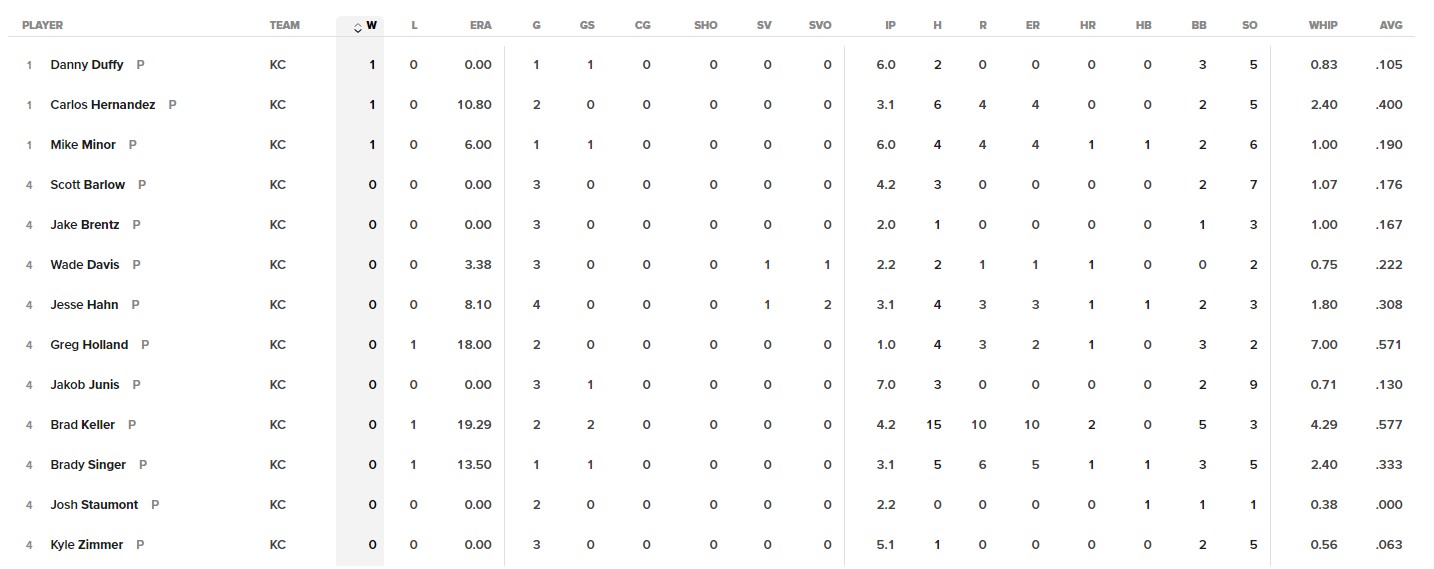 PLAYER TEAM W L ERA G GS CG SHO SV SVO IP H R ER HR HB BB SO WHIP AVG
1 Danny Duffy P KC 1 0 0.00 1 1 0 0 0 0 6.0 2 0 0 0 0 3 5 0.83 .105
1 Carlos Hernandez P KC 1 0 10.80 2 0 0 0 0 0 3.1 6 4 4 0 0 2 5 2.40 .400
1 Mike Minor P KC 1 0 6.00 1 1 0 0 0 0 6.0 4 4 4 1 1 2 6 1.00 .190
4 Scott Barlow P KC 0 0 0.00 3 0 0 0 0 0 4.2 3 0 0 0 0 2 7 1.07 .176
4 Jake Brentz P KC 0 0 0.00 3 0 0 0 0 0 2.0 1 0 0 0 0 1 3 1.00 .167
4 Wade Davis P KC 0 0 3.38 3 0 0 0 1 1 2.2 2 1 1 1 0 0 2 0.75 .222
4 Jesse Hahn P KC 0 0 8.10 4 0 0 0 1 2 3.1 4 3 3 1 1 2 3 1.80 .308
4 Greg Holland P KC 0 1 18.00 2 0 0 0 0 0 1.0 4 3 2 1 0 3 2 7.00 .571
4 Jakob Junis P KC 0 0 0.00 3 1 0 0 0 0 7.0 3 0 0 0 0 2 9 0.71 .130
4 Brad Keller P KC 0 1 19.29 2 2 0 0 0 0 4.2 15 10 10 2 0 5 3 4.29 .577
4 Brady Singer P KC 0 1 13.50 1 1 0 0 0 0 3.1 5 6 5 1 1 3 5 2.40 .333
4 Josh Staumont P KC 0 0 0.00 2 0 0 0 0 0 2.2 0 0 0 0 1 1 1 0.38 .000
4 Kyle Zimmer P KC 0 0 0.00 3 0 0 0 0 0 5.1 1 0 0 0 0 2 5 0.56 .063